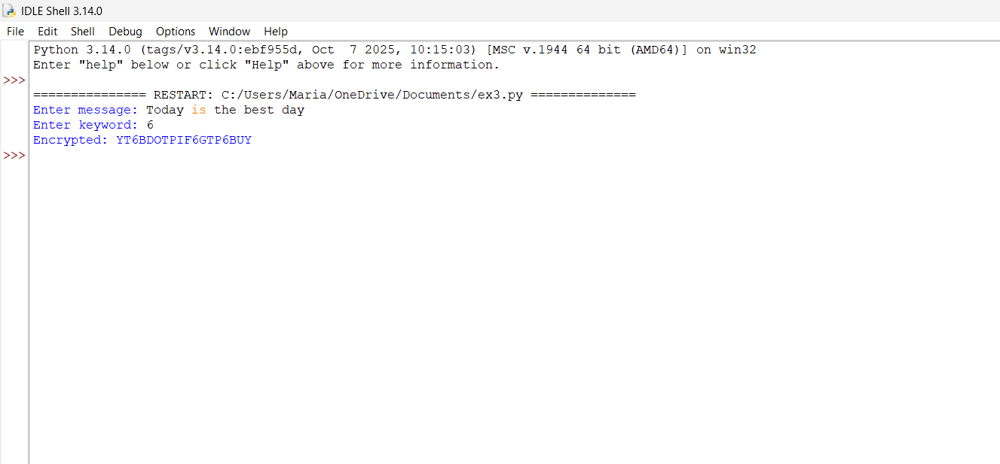 IDLE Shell 3.14.0
File Edit Shell Debug Options Window Help
Python 3.14.0 (tags/v3.14.0:ebf955d, Oct  7 2025, 10:15:03) [MSC v.1944 64 bit (AMD64)] on win32
Enter "help" below or click "Help" above for more information.
>>>
=============== RESTART: C:/Users/Maria/OneDrive/Documents/ex3.py ==============
Enter message: Today is the best day
Enter keyword: 6
Encrypted: YT6BDOTPIF6GTP6BUY
>>>